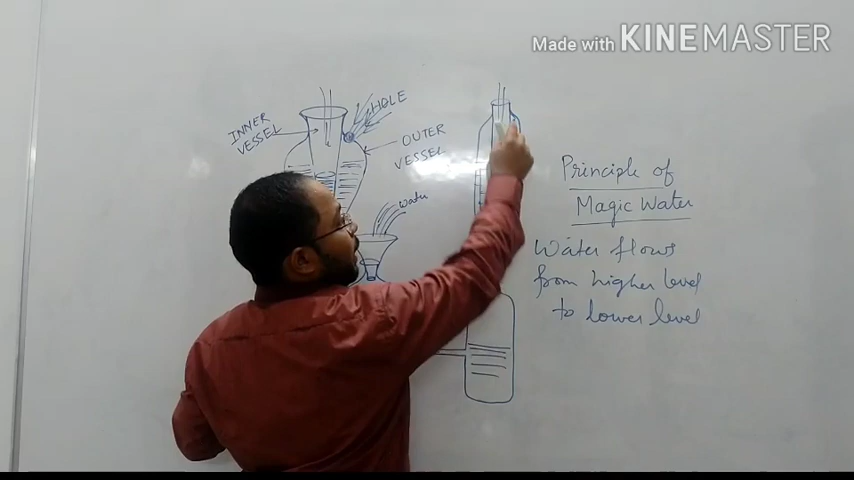 Made with KINEMASTER
INNER
VESSEL
HOLE
OUTER
VESSEL
water
Principle of
Magic Water
Water flows
from higher level
to lower level